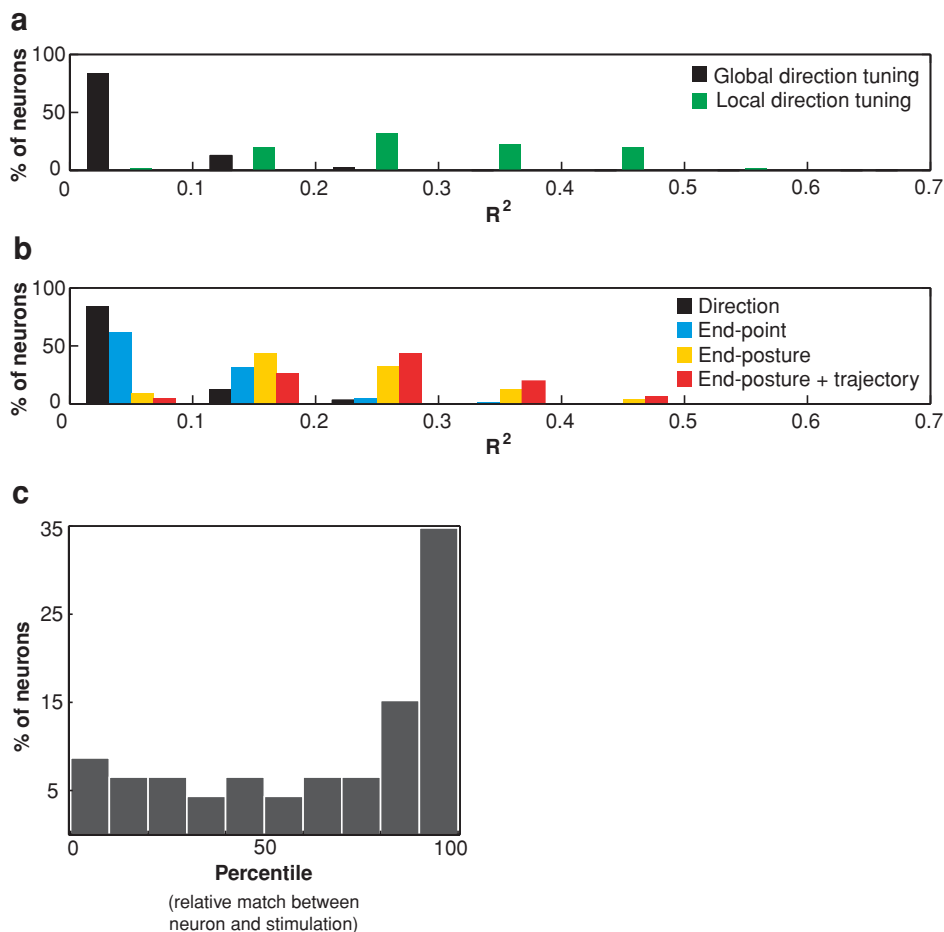 a
100
50
0
% of neurons
Global direction tuning
Local direction tuning
0 0.1 0.2 0.3 0.4 0.5 0.6 0.7
R²
b
100
50
0
% of neurons
Direction
End-point
End-posture
End-posture + trajectory
0 0.1 0.2 0.3 0.4 0.5 0.6 0.7
R²
c
35
25
15
5
% of neurons
0 50 100
Percentile
(relative match between
neuron and stimulation)